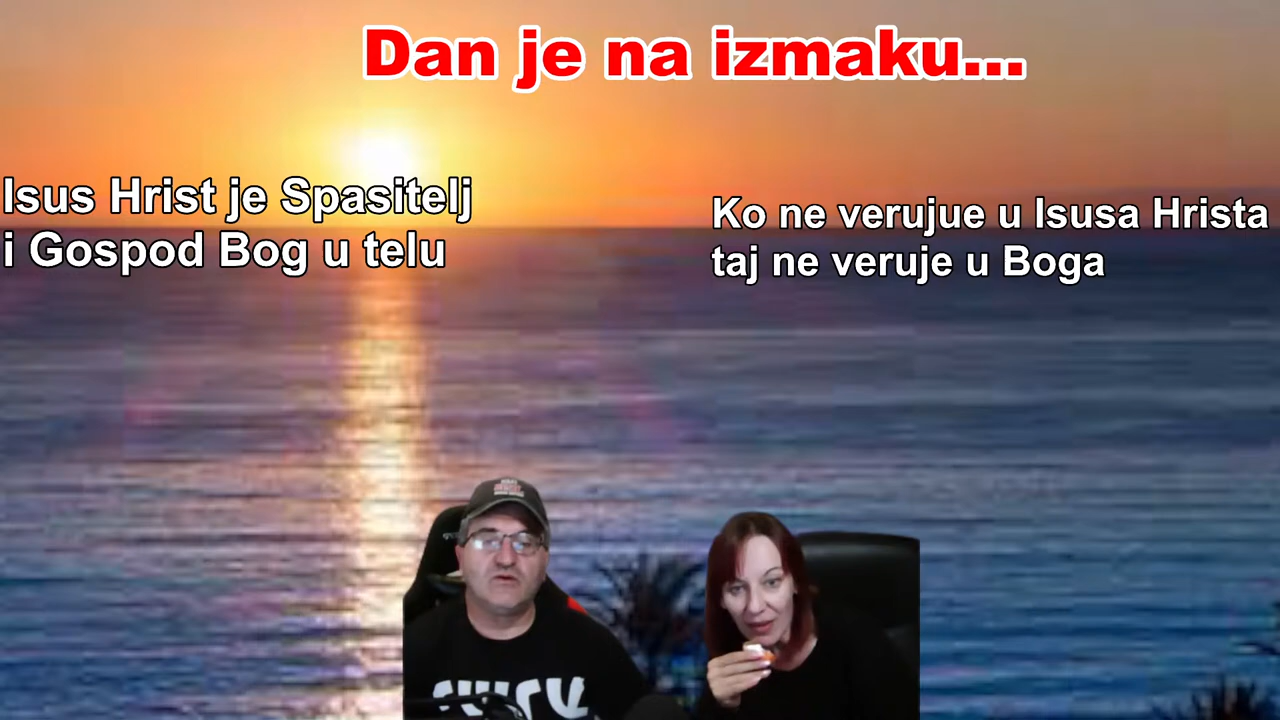 Dan je na izmaku...
Isus Hrist je Spasitelj
i Gospod Bog u telu
Ko ne verujue u Isusa Hrista
taj ne veruje u Boga